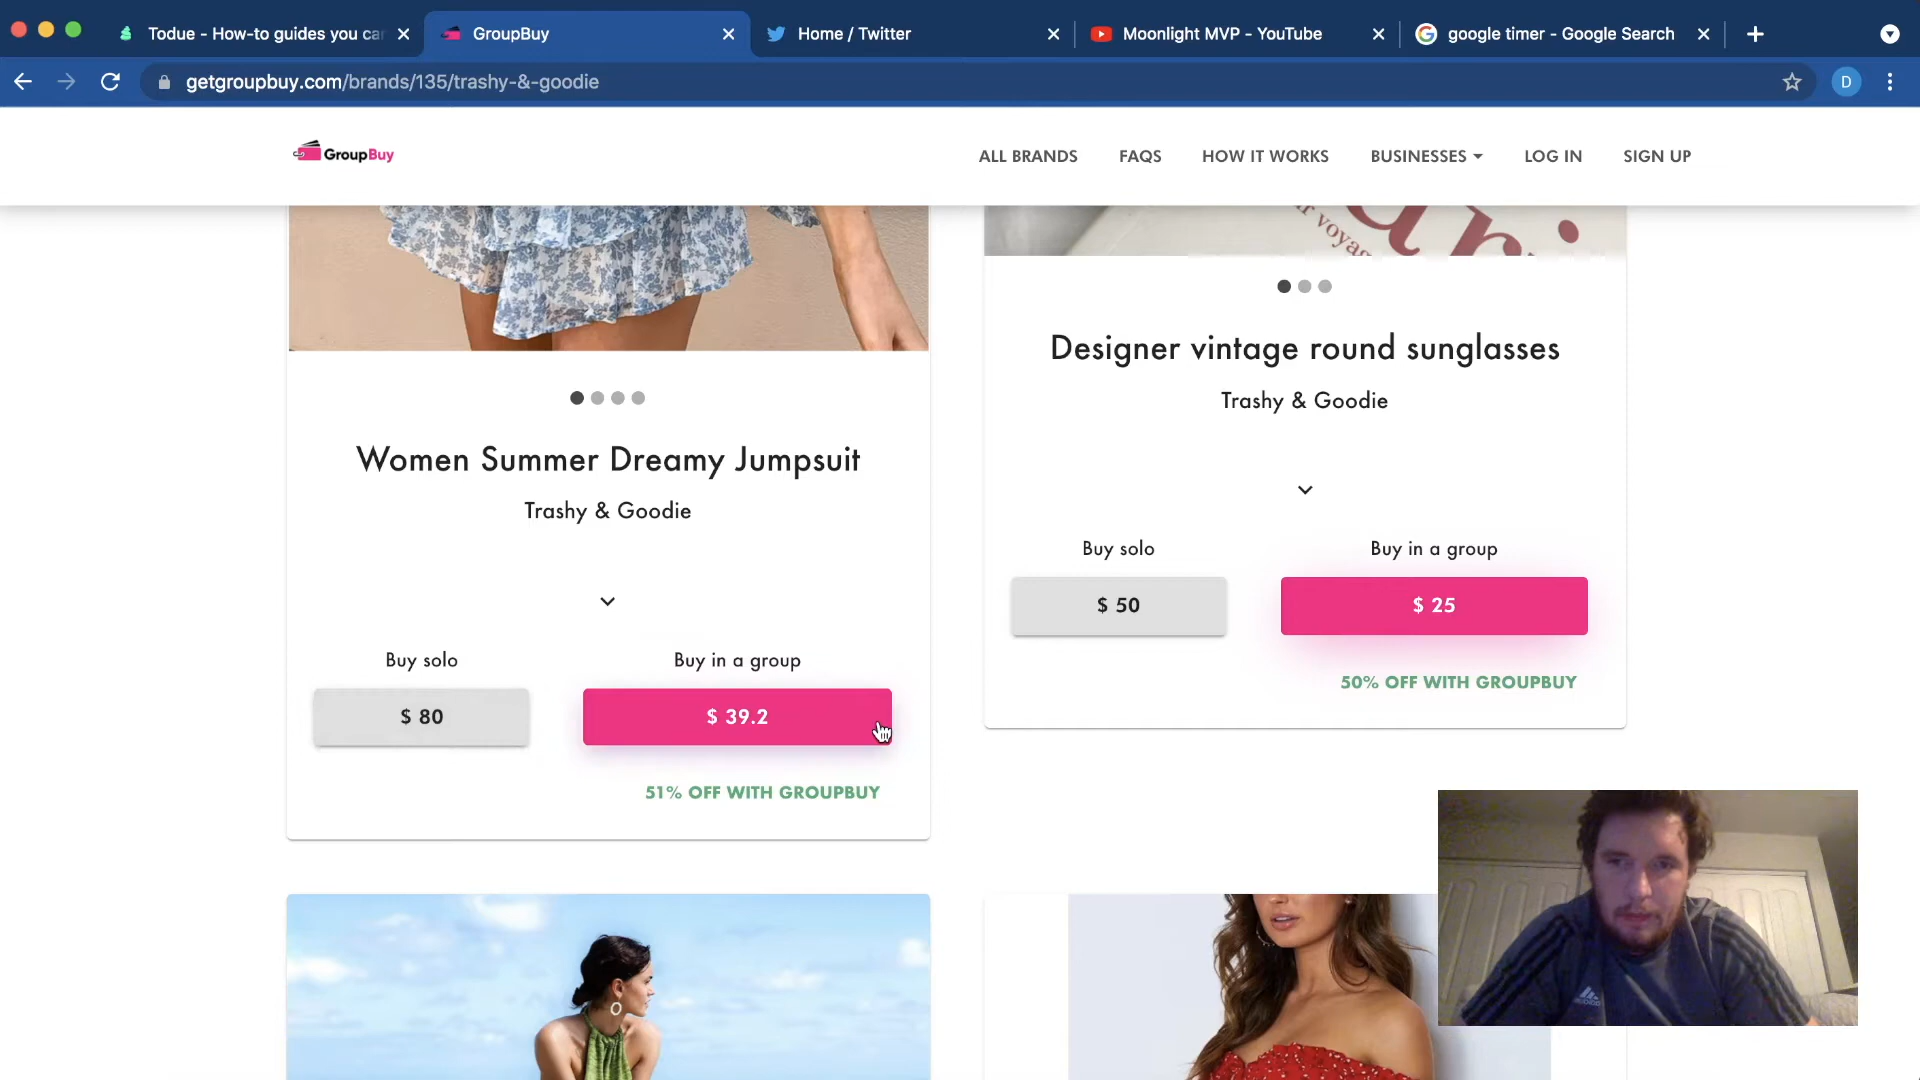 Todue - How-to guides you can
GroupBuy
Home / Twitter
Moonlight MVP - YouTube
google timer - Google Search
getgroupbuy.com/brands/135/trashy-&-goodie
D
GroupBuy
ALL BRANDS
FAQS
HOW IT WORKS
BUSINESSES
LOG IN
SIGN UP
voyag
ari
Designer vintage round sunglasses
Trashy & Goodie
Buy solo
Buy in a group
$ 50
$ 25
50% OFF WITH GROUPBUY
Women Summer Dreamy Jumpsuit
Trashy & Goodie
Buy solo
Buy in a group
$ 80
$ 39.2
51% OFF WITH GROUPBUY